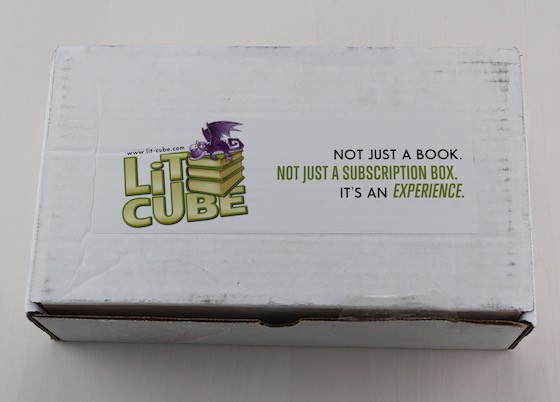 www.lit-cube.com
LiT
CUBE
NOT JUST A BOOK.
NOT JUST A SUBSCRIPTION BOX.
IT'S AN EXPERIENCE.